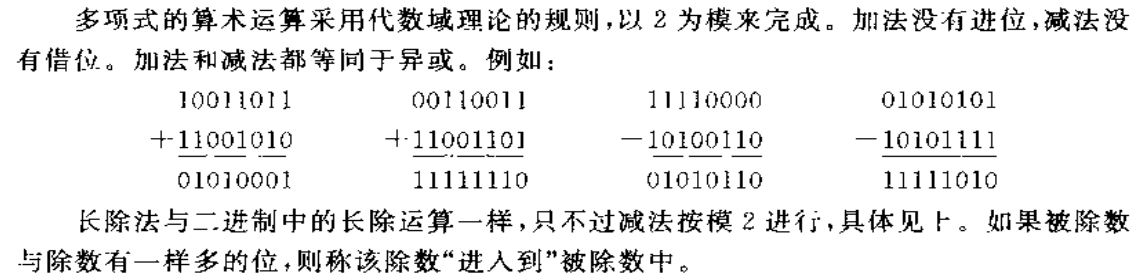 多项式的算术运算采用代数域理论的规则,以 2 为模来完成。加法没有进位,减法没
有借位。加法和减法都等同于异或。例如:
10011011 00110011 11110000 01010101
+11001010 +11001101 −10100110 −10101111
01010001 11111110 01010110 11111010
长除法与二进制中的长除运算一样,只不过减法按模 2 进行,具体见上。如果被除数
与除数有一样多的位,则称该除数“进入到”被除数中。